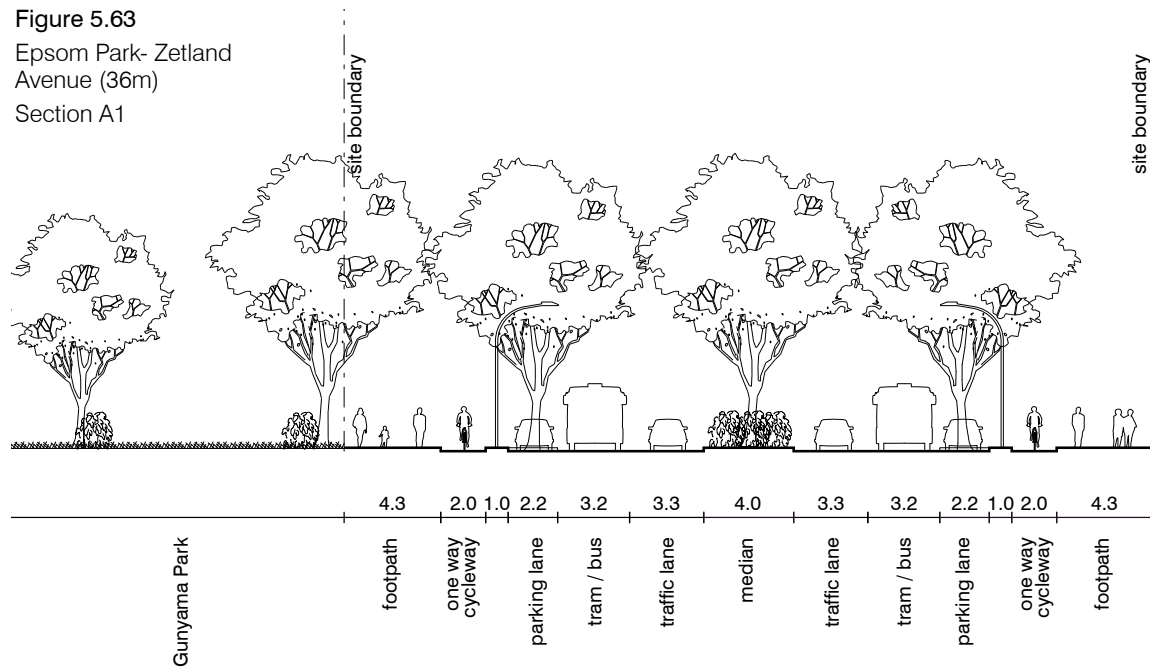 Figure 5.63
Epsom Park- Zetland
Avenue (36m)
Section A1
site boundary
site boundary
4.3 2.0 1.0 2.2 3.2 3.3 4.0 3.3 3.2 2.2 1.0 2.0 4.3
Gunyama Park
footpath
one way
cycleway
parking lane
tram / bus
traffic lane
median
traffic lane
tram / bus
parking lane
one way
cycleway
footpath